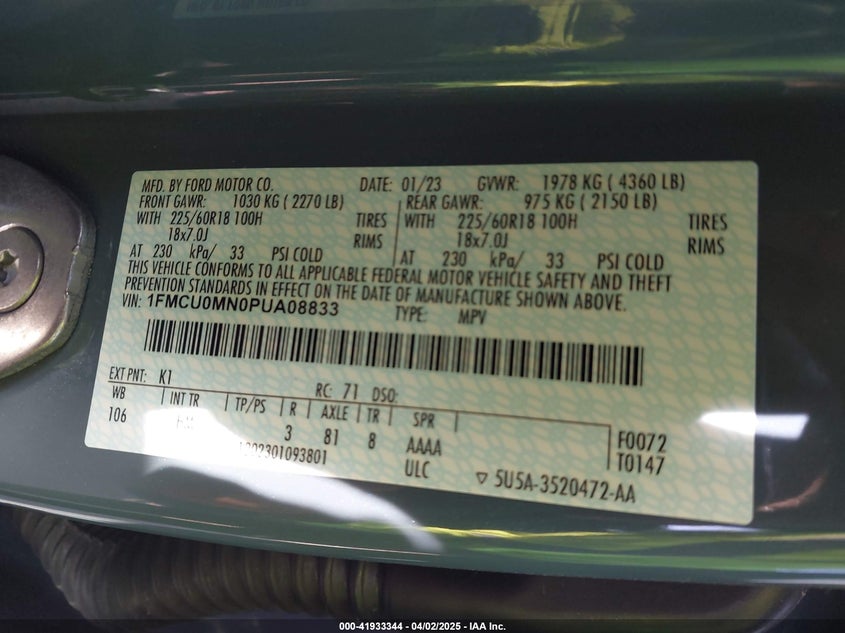 MFD. BY FORD MOTOR CO. DATE: 01/23 GVWR: 1978 KG ( 4360 LB)
FRONT GAWR: 1030 KG ( 2270 LB) REAR GAWR: 975 KG ( 2150 LB)
WITH 225/60R18 100H TIRES WITH 225/60R18 100H TIRES
18x7.0J RIMS 18x7.0J RIMS
AT 230 kPa/ 33 PSI COLD AT 230 kPa/ 33 PSI COLD
THIS VEHICLE CONFORMS TO ALL APPLICABLE FEDERAL MOTOR VEHICLE SAFETY AND THEFT
PREVENTION STANDARDS IN EFFECT ON THE DATE OF MANUFACTURE SHOWN ABOVE.
VIN: 1FMCU0MN0PUA08833 TYPE: MPV
EXT PNT: K1 RC: 71 DSO:
WB INT TR TP/PS R AXLE TR SPR
106 3 81 8 AAAA F0072
ULC T0147
▽ 5U5A-3520472-AA
000-41933344 | 04/02/2025 - IAA Inc.